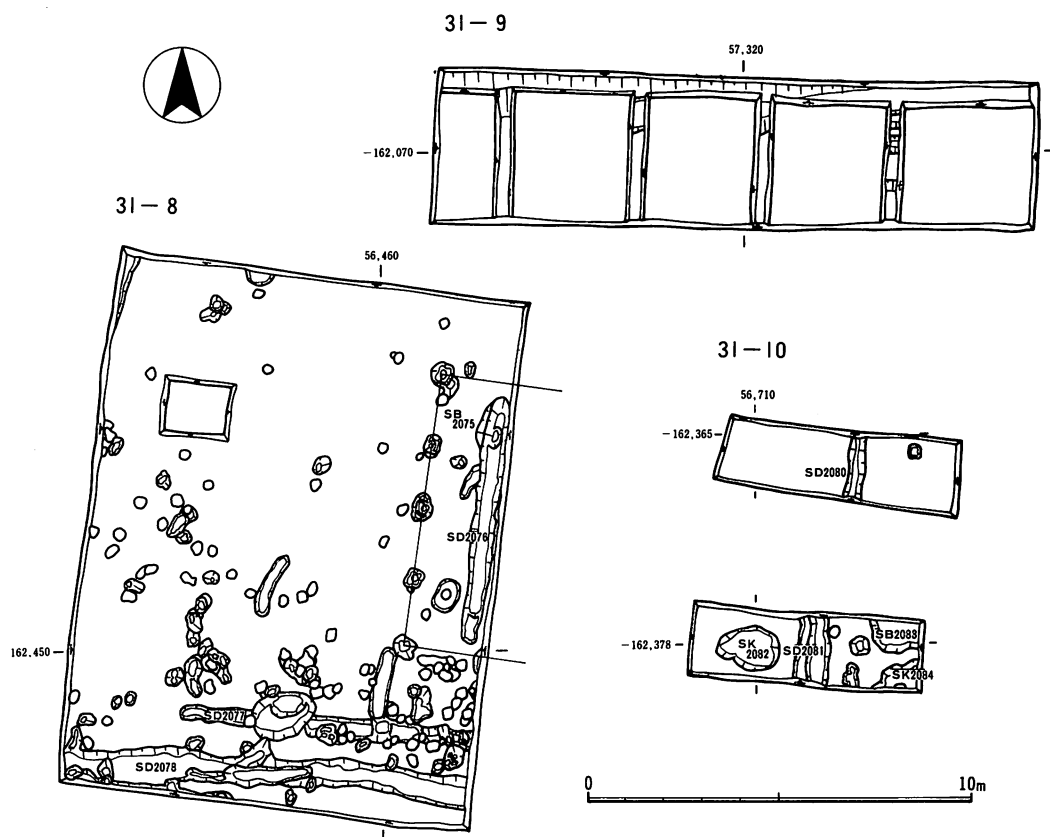 31-9
57,320
-162,070
31-8
56,460
SB
2075
SD2076
162,450
SD2077
SD2078
31-10
56,710
-162,365
SD2080
-162,378
SK
2082
SD2081
SB2083
SK2084
0 10m